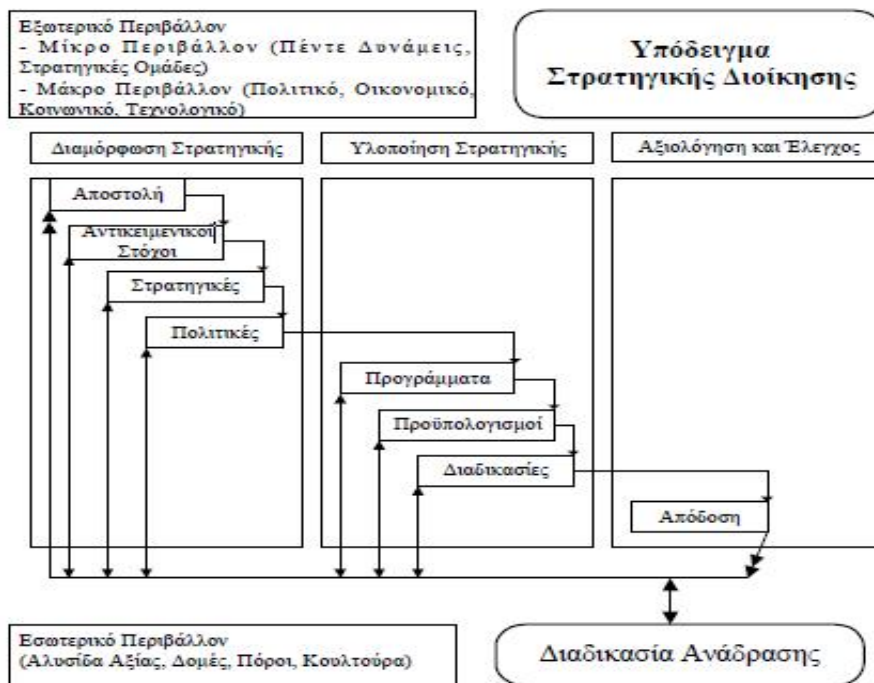 Εξωτερικό Περιβάλλον
- Μίκρο Περιβάλλον (Πέντε Δυνάμεις,
Στρατηγικές Ομάδες)
- Μάκρο Περιβάλλον (Πολιτικό, Οικονομικό,
Κοινωνικό, Τεχνολογικό)
Υπόδειγμα
Στρατηγικής Διοίκησης
Διαμόρφωση Στρατηγικής
Υλοποίηση Στρατηγικής
Αξιολόγηση και Έλεγχος
Αποστολή
Αντικειμενικοί
Στόχοι
Στρατηγικές
Πολιτικές
Προγράμματα
Προϋπολογισμοί
Διαδικασίες
Απόδοση
Εσωτερικό Περιβάλλον
(Αλυσίδα Αξίας, Δομές, Πόροι, Κουλτούρα)
Διαδικασία Ανάδρασης